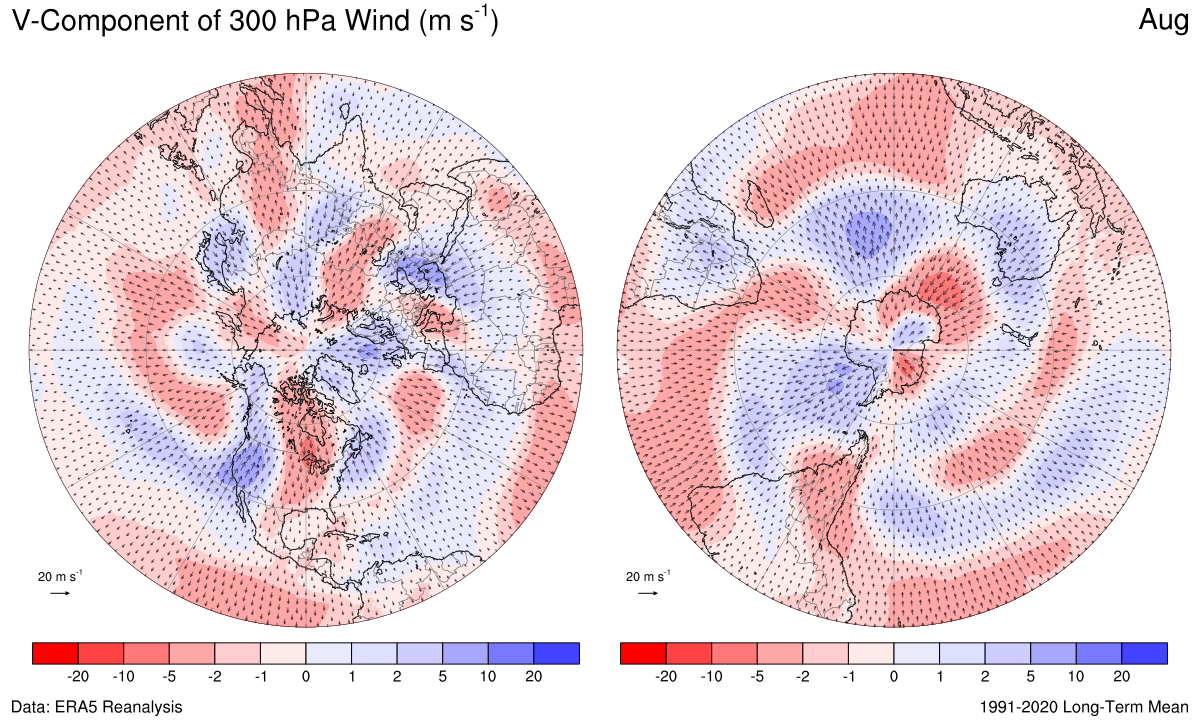 V-Component of 300 hPa Wind (m s⁻¹)
Aug
20 m s⁻¹
20 m s⁻¹
-20 -10 -5 -2 -1 0 1 2 5 10 20
-20 -10 -5 -2 -1 0 1 2 5 10 20
Data: ERA5 Reanalysis
1991-2020 Long-Term Mean